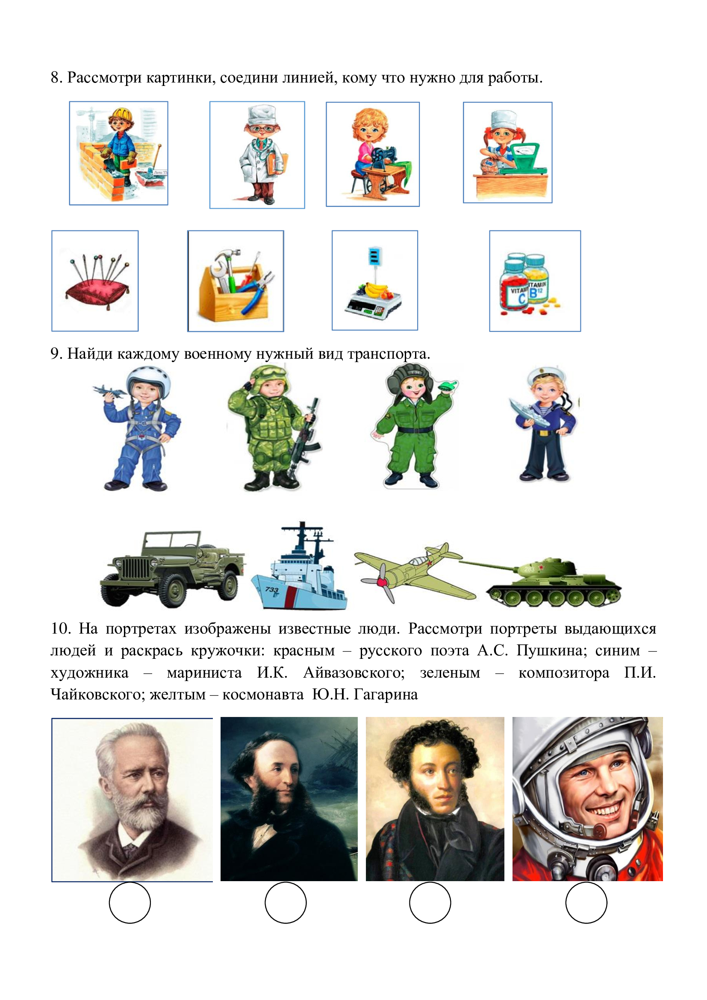 8. Рассмотри картинки, соедини линией, кому что нужно для работы.
Лото "П
VITAM
C
ITAMIN
B12
9. Найди каждому военному нужный вид транспорта.
733
283
10. На портретах изображены известные люди. Рассмотри портреты выдающихся
людей и раскрась кружочки: красным – русского поэта А.С. Пушкина; синим –
художника – мариниста И.К. Айвазовского; зеленым – композитора П.И.
Чайковского; желтым – космонавта Ю.Н. Гагарина